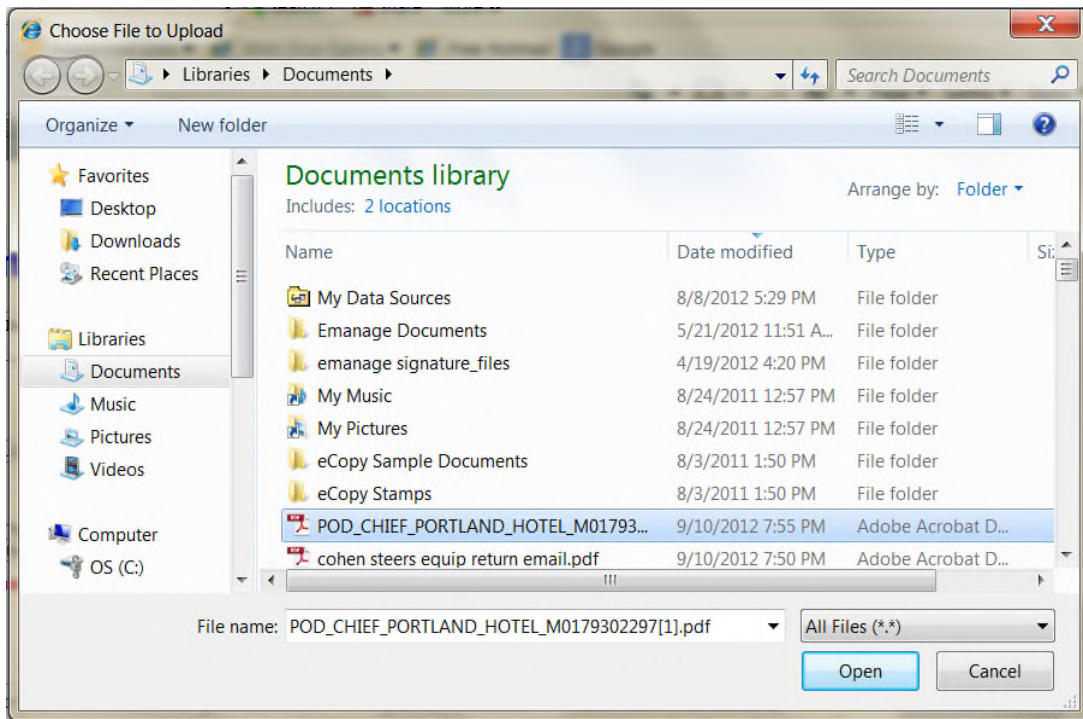 Choose File to Upload
Libraries Documents
Search Documents
Organize New folder
Favorites
Desktop
Downloads
Recent Places
Libraries
Documents
Music
Pictures
Videos
Computer
OS (C:)
Documents library
Includes: 2 locations
Arrange by: Folder
Name Date modified Type
My Data Sources 8/8/2012 5:29 PM File folder
Emanage Documents 5/21/2012 11:51 A... File folder
emanage signature_files 4/19/2012 4:20 PM File folder
My Music 8/24/2011 12:57 PM File folder
My Pictures 8/24/2011 12:57 PM File folder
eCopy Sample Documents 8/3/2011 1:50 PM File folder
eCopy Stamps 8/3/2011 1:50 PM File folder
POD_CHIEF_PORTLAND_HOTEL_M01793... 9/10/2012 7:55 PM Adobe Acrobat D...
cohen steers equip return email.pdf 9/10/2012 7:50 PM Adobe Acrobat D...
File name: POD_CHIEF_PORTLAND_HOTEL_M0179302297[1].pdf All Files (*.*)
Open Cancel